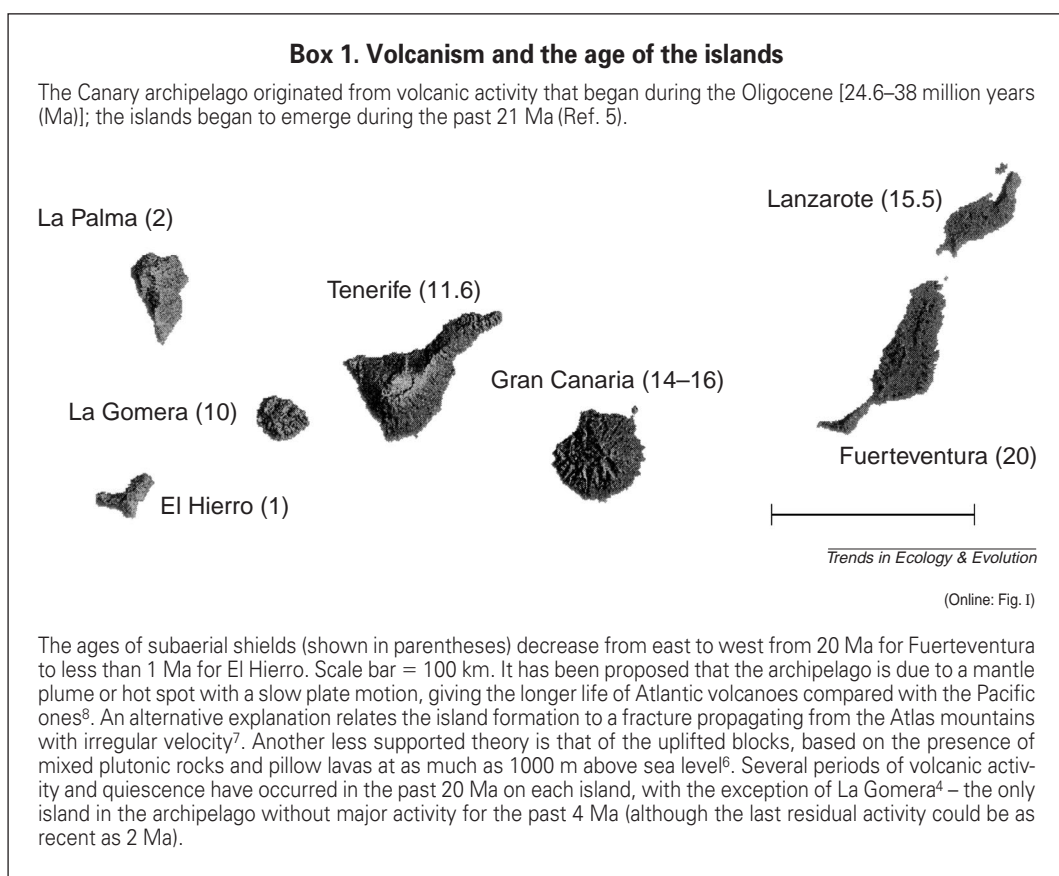 Box 1. Volcanism and the age of the islands
The Canary archipelago originated from volcanic activity that began during the Oligocene [24.6–38 million years
(Ma)]; the islands began to emerge during the past 21 Ma (Ref. 5).
Lanzarote (15.5)
La Palma (2)
Tenerife (11.6)
Gran Canaria (14–16)
La Gomera (10)
Fuerteventura (20)
El Hierro (1)
Trends in Ecology & Evolution
(Online: Fig. I)
The ages of subaerial shields (shown in parentheses) decrease from east to west from 20 Ma for Fuerteventura
to less than 1 Ma for El Hierro. Scale bar = 100 km. It has been proposed that the archipelago is due to a mantle
plume or hot spot with a slow plate motion, giving the longer life of Atlantic volcanoes compared with the Pacific
ones⁸. An alternative explanation relates the island formation to a fracture propagating from the Atlas mountains
with irregular velocity⁷. Another less supported theory is that of the uplifted blocks, based on the presence of
mixed plutonic rocks and pillow lavas at as much as 1000 m above sea level⁶. Several periods of volcanic activ-
ity and quiescence have occurred in the past 20 Ma on each island, with the exception of La Gomera⁴ – the only
island in the archipelago without major activity for the past 4 Ma (although the last residual activity could be as
recent as 2 Ma).